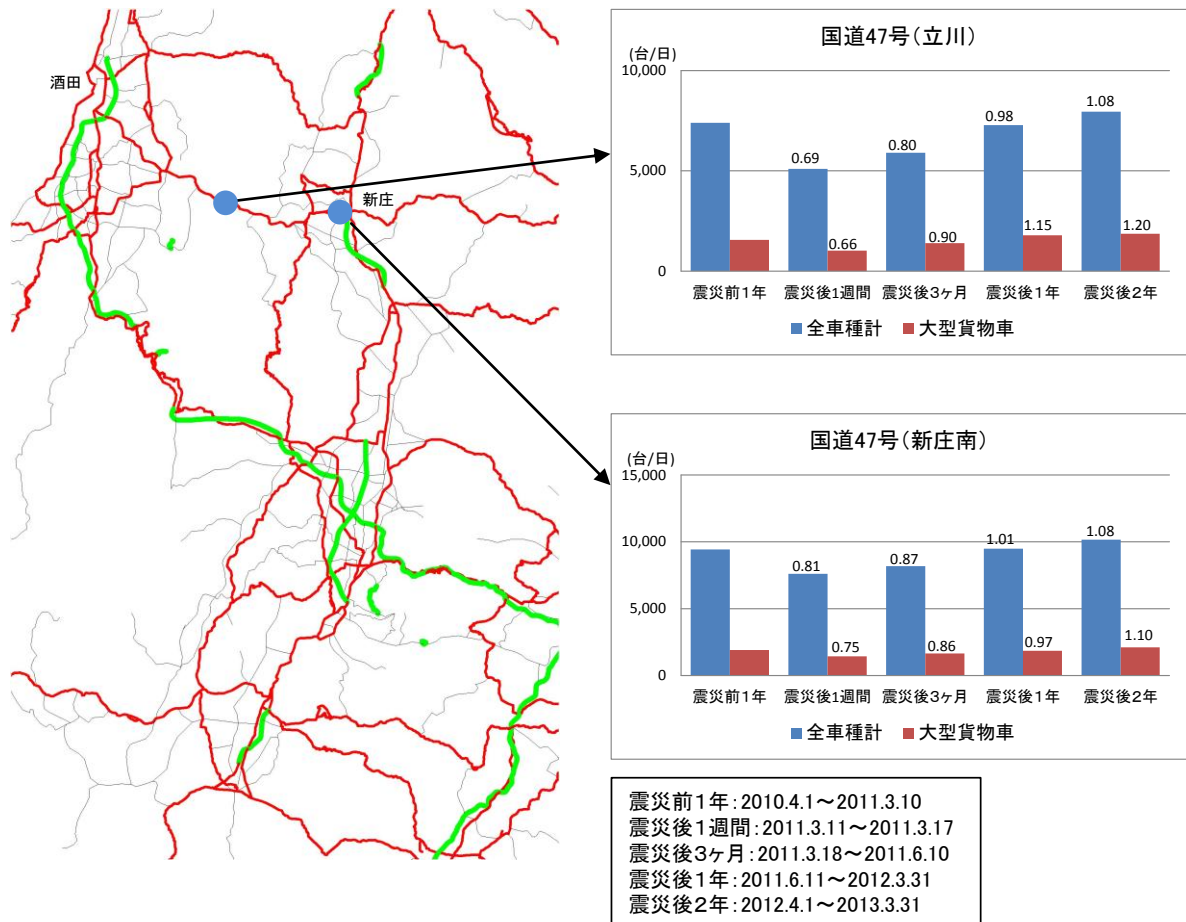 酒田
新庄
国道47号(立川)
(台/日)
10,000
5,000
0
0.69
0.66
0.80
0.90
0.98
1.15
1.08
1.20
震災前1年
震災後1週間
震災後3ヶ月
震災後1年
震災後2年
全車種計
大型貨物車
国道47号(新庄南)
(台/日)
15,000
10,000
5,000
0
0.81
0.75
0.87
0.86
1.01
0.97
1.08
1.10
震災前1年
震災後1週間
震災後3ヶ月
震災後1年
震災後2年
全車種計
大型貨物車
震災前1年:2010.4.1~2011.3.10
震災後1週間:2011.3.11~2011.3.17
震災後3ヶ月:2011.3.18~2011.6.10
震災後1年:2011.6.11~2012.3.31
震災後2年:2012.4.1~2013.3.31